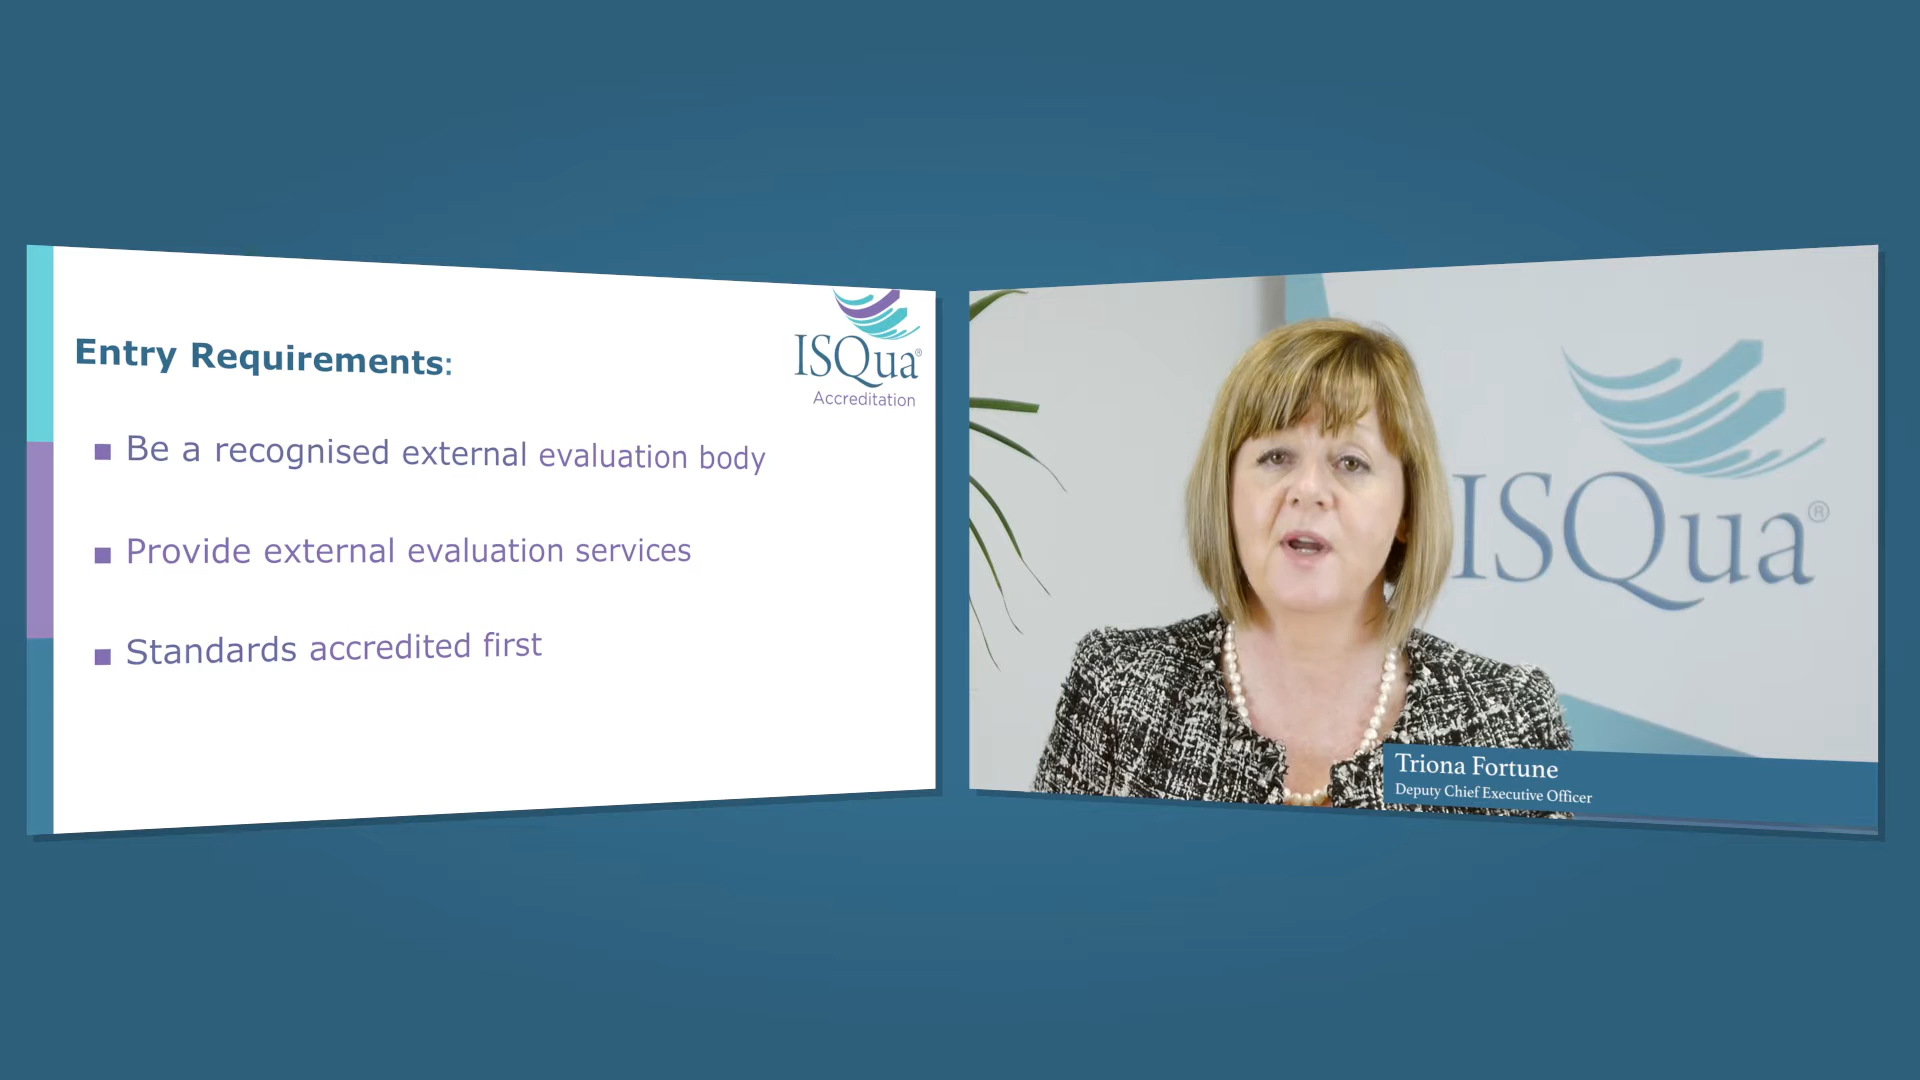 Entry Requirements:
ISQua®
Accreditation
Be a recognised external evaluation body
Provide external evaluation services
Standards accredited first
ISQua®
Triona Fortune
Deputy Chief Executive Officer